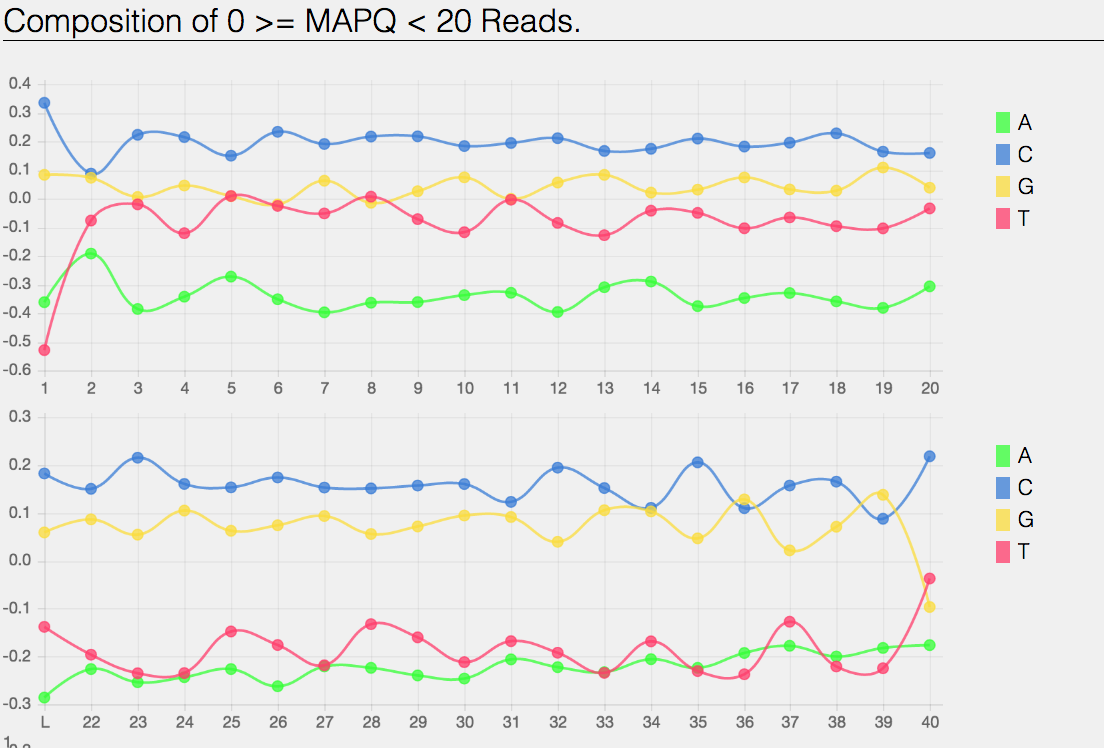 Composition of 0 >= MAPQ < 20 Reads.
0.4
0.3
0.2
0.1
0.0
-0.1
-0.2
-0.3
-0.4
-0.5
-0.6
1 2 3 4 5 6 7 8 9 10 11 12 13 14 15 16 17 18 19 20
A
C
G
T
0.3
0.2
0.1
0.0
-0.1
-0.2
-0.3
L 22 23 24 25 26 27 28 29 30 31 32 33 34 35 36 37 38 39 40
A
C
G
T